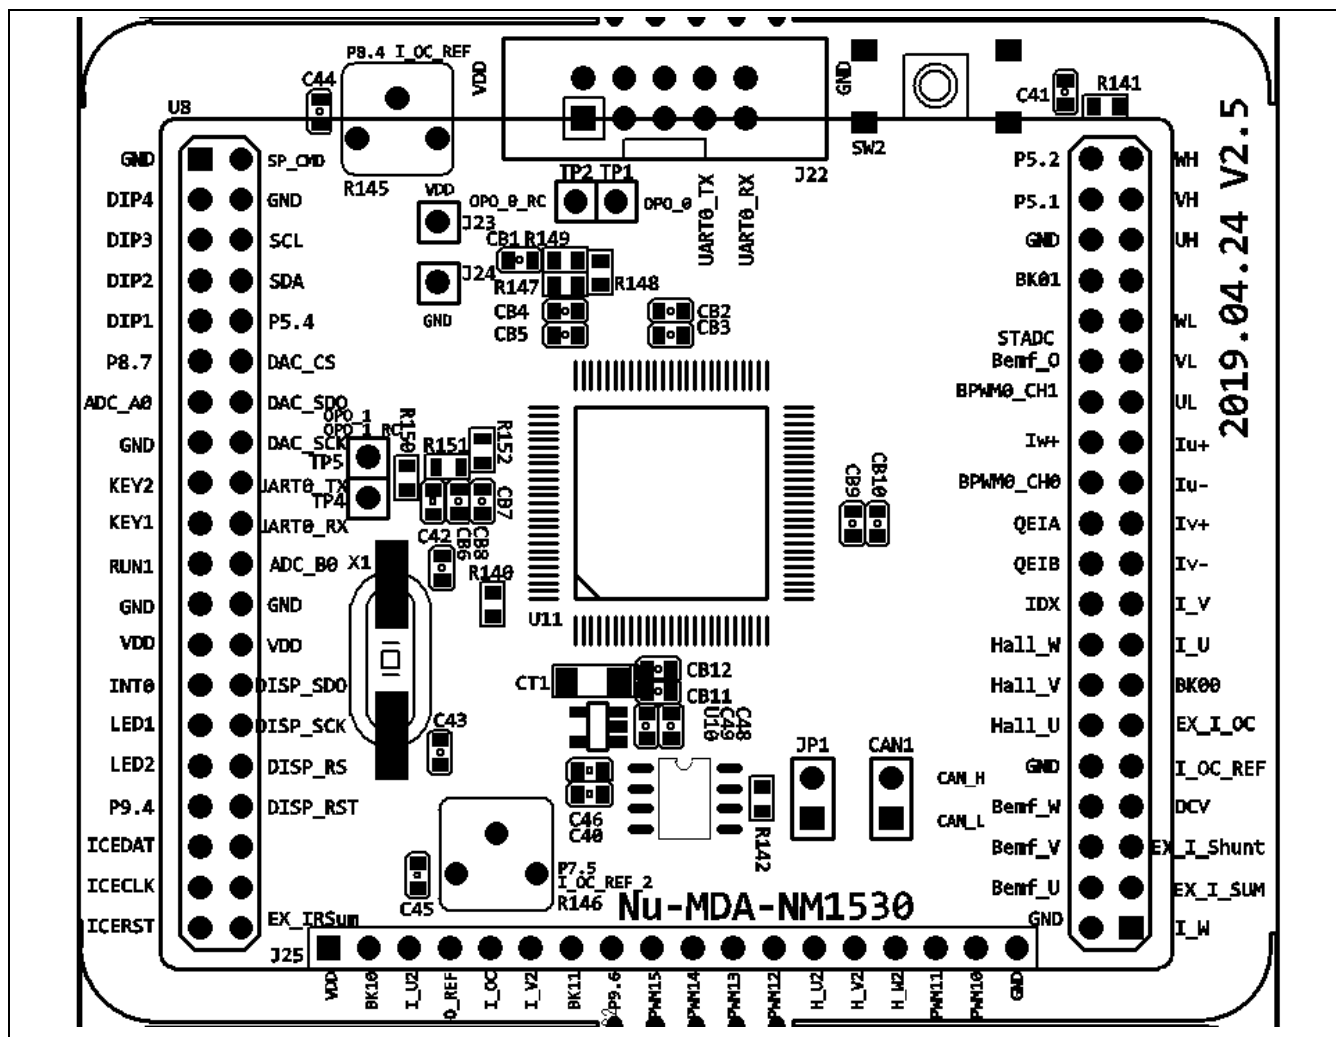 P8.4 I_OC_REF
VDD
GND
C44
U8
C41
R141
SW2
J22
R145
VDD
J23
J24
GND
TP2 TP1
OPO_0_RC
OPO_0
UART0_TX
UART0_RX
CB1 R149
R147
R148
CB4
CB5
CB2
CB3
2019.04.24 V2.5
GND
DIP4
DIP3
DIP2
DIP1
P8.7
ADC_A0
GND
KEY2
KEY1
RUN1
GND
VDD
INT0
LED1
LED2
P9.4
ICEDAT
ICECLK
ICERST
SP_CMD
GND
SCL
SDA
P5.4
DAC_CS
DAC_SDO
DAC_SCK
UART0_TX
UART0_RX
ADC_B0
GND
VDD
DISP_SDO
DISP_SCK
DISP_RS
DISP_RST
EX_IRSum
OPO_1
OPO_1_RC
TP5
TP4
R150
R151
R152
CB7
C42
CB6
CB8
X1
R140
U11
CB9
CB10
CT1
CB12
CB11
U10
C49
C48
C43
C46
C40
R142
JP1
CAN1
CAN_H
CAN_L
P7.5
I_OC_REF_2
R146
C45
Nu-MDA-NM1530
P5.2
P5.1
GND
BK01
STADC
Bemf_O
BPWM0_CH1
Iw+
BPWM0_CH0
QEIA
QEIB
IDX
Hall_W
Hall_V
Hall_U
GND
Bemf_W
Bemf_V
Bemf_U
GND
WH
VH
UH
WL
VL
UL
Iu+
Iu-
Iv+
Iv-
I_V
I_U
BK00
EX_I_OC
I_OC_REF
DCV
EX_I_Shunt
EX_I_SUM
I_W
J25
VDD
BK10
I_U2
O_REF
I_OC
I_V2
BK11
P9.6
PWM15
PWM14
PWM13
PWM12
H_U2
H_V2
H_W2
PWM11
PWM10
GND